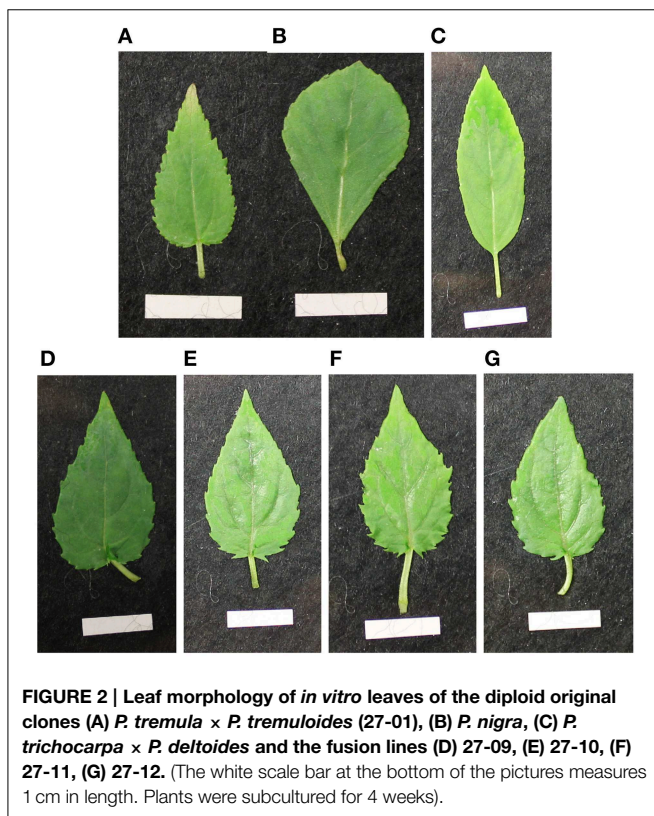 A B C
D E F G
FIGURE 2 | Leaf morphology of in vitro leaves of the diploid original
clones (A) P. tremula × P. tremuloides (27-01), (B) P. nigra, (C) P.
trichocarpa × P. deltoides and the fusion lines (D) 27-09, (E) 27-10, (F)
27-11, (G) 27-12. (The white scale bar at the bottom of the pictures measures
1 cm in length. Plants were subcultured for 4 weeks).